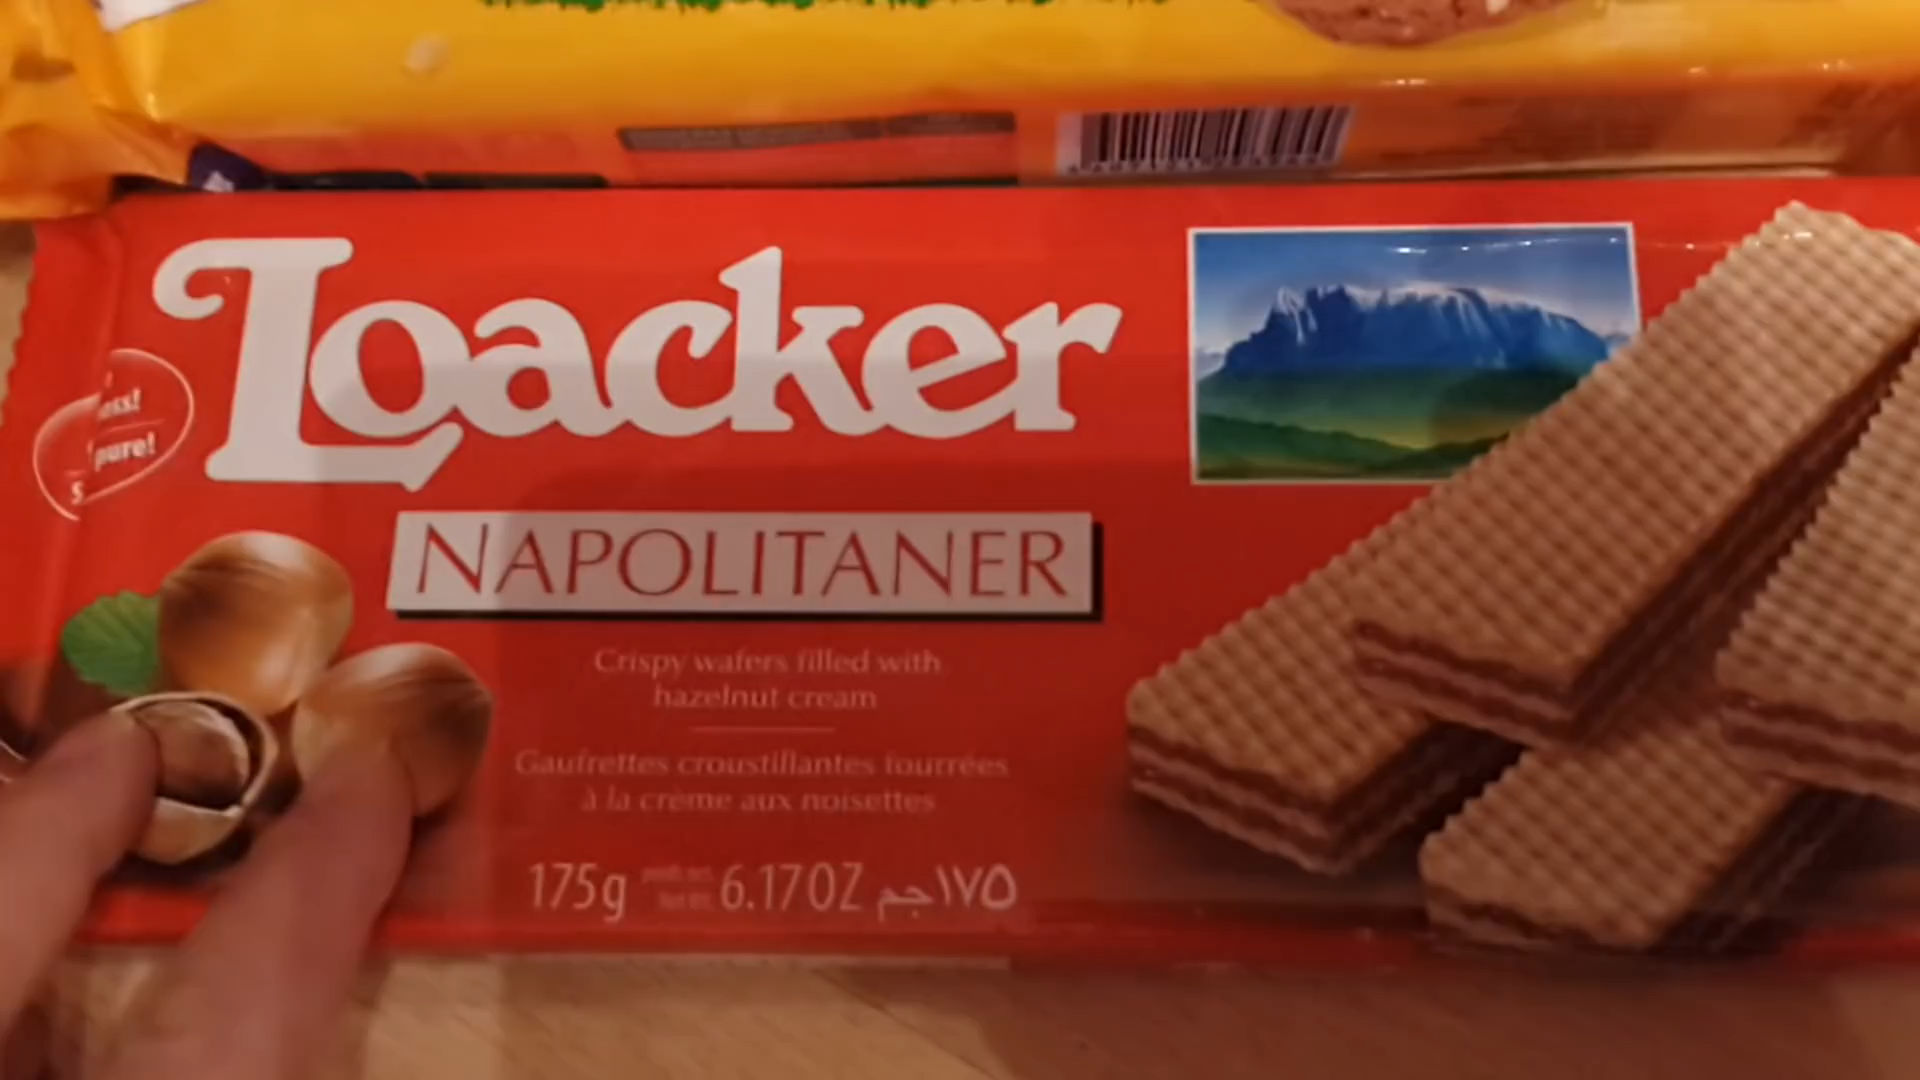 Loacker
pure!
NAPOLITANER
Crispy wafers filled with
hazelnut cream
Gaufrettes croustillantes fourrées
à la crème aux noisettes
175g 6.17OZ ١٧٥جم